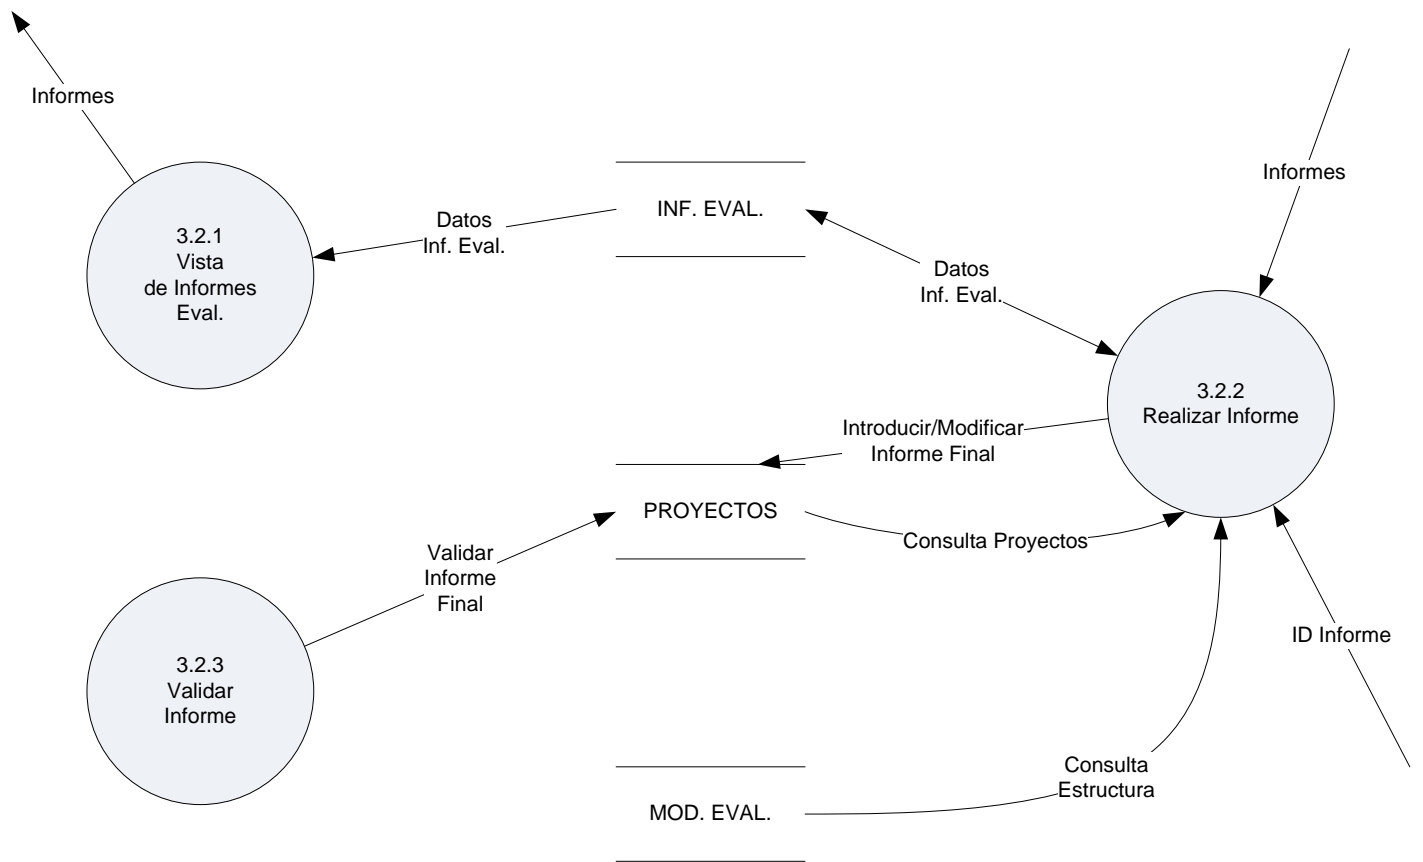 Informes
Informes
INF. EVAL.
Datos
Inf. Eval.
3.2.1
Vista
de Informes
Eval.
Datos
Inf. Eval.
3.2.2
Realizar Informe
Introducir/Modificar
Informe Final
PROYECTOS
Consulta Proyectos
Validar
Informe
Final
ID Informe
3.2.3
Validar
Informe
Consulta
Estructura
MOD. EVAL.